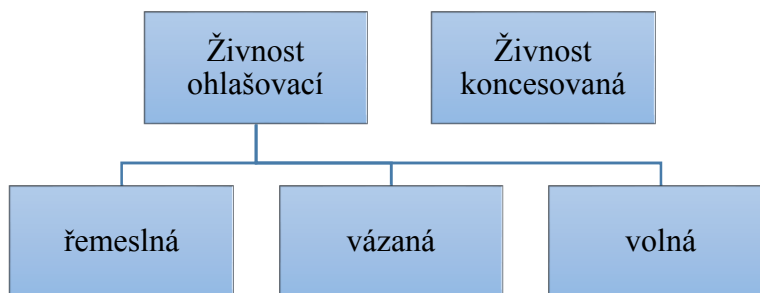 Živnost
ohlašovací
Živnost
koncesovaná
řemeslná
vázaná
volná